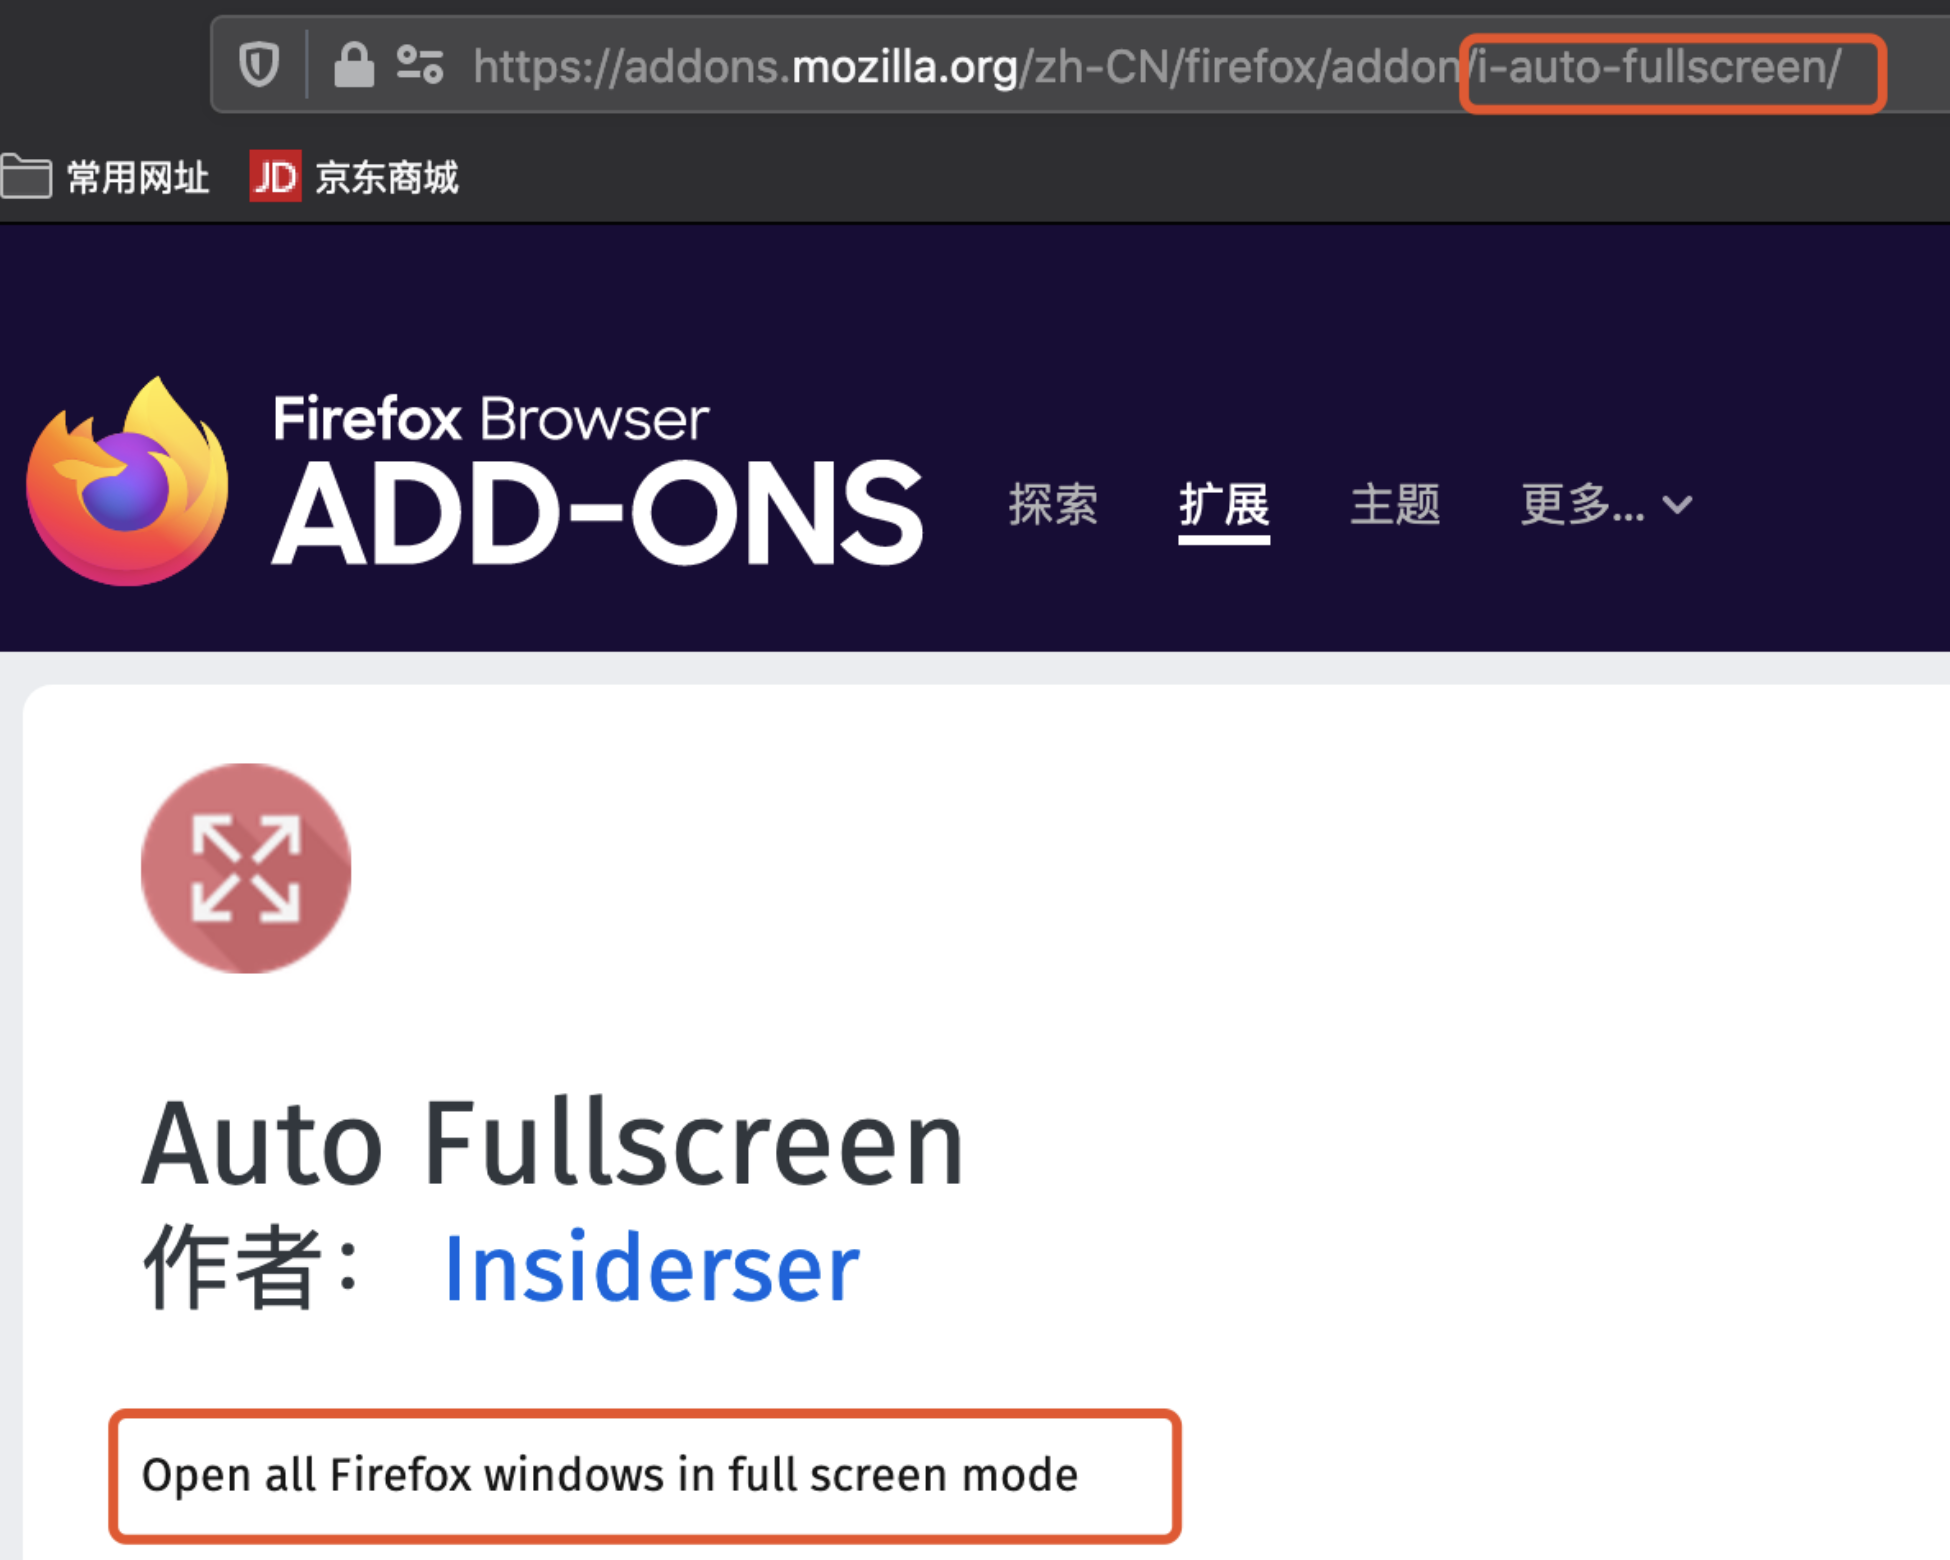 https://addons.mozilla.org/zh-CN/firefox/addon/i-auto-fullscreen/
常用网址 JD 京东商城
Firefox Browser
ADD-ONS
探索 扩展 主题 更多...
Auto Fullscreen
作者： Insiderser
Open all Firefox windows in full screen mode